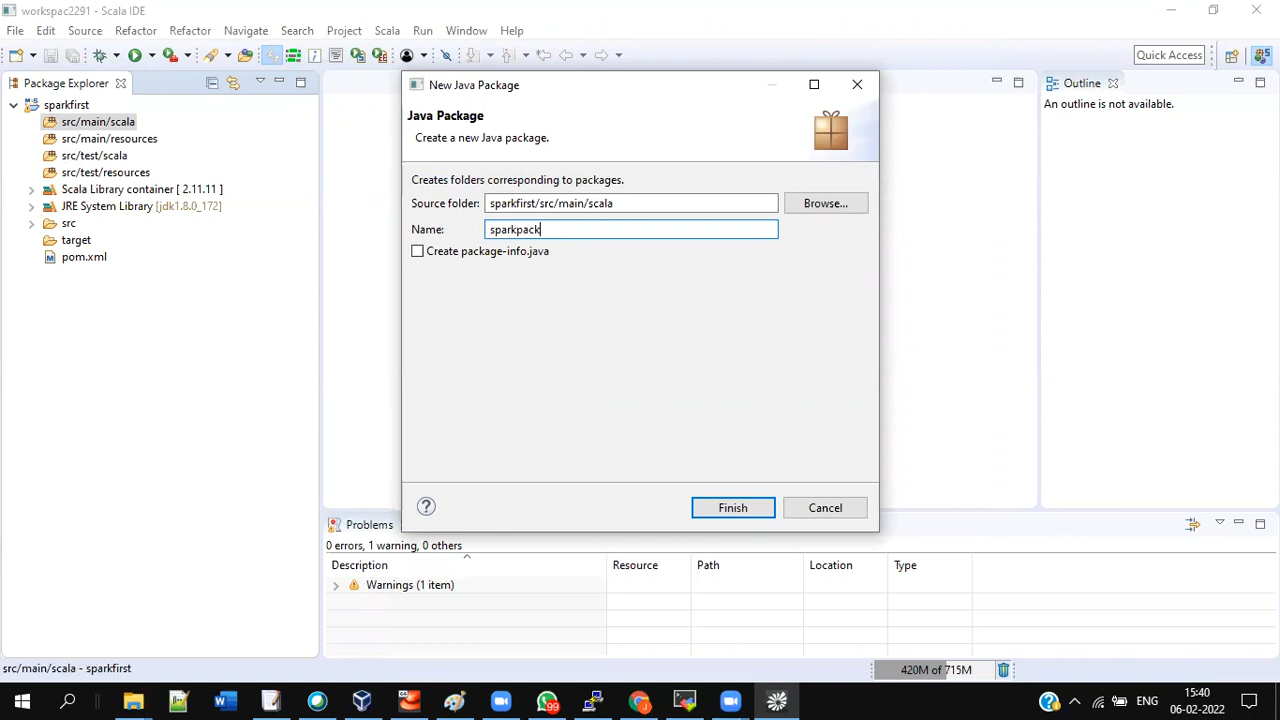 workspac2291 - Scala IDE
File Edit Source Refactor Refactor Navigate Search Project Scala Run Window Help
Quick Access
Package Explorer
sparkfirst
src/main/scala
src/main/resources
src/test/scala
src/test/resources
Scala Library container [ 2.11.11 ]
JRE System Library [jdk1.8.0_172]
src
target
pom.xml
New Java Package
Java Package
Create a new Java package.
Creates folders corresponding to packages.
Source folder: sparkfirst/src/main/scala Browse...
Name: sparkpack
Create package-info.java
Finish Cancel
Outline
An outline is not available.
Problems
0 errors, 1 warning, 0 others
Description Resource Path Location Type
Warnings (1 item)
src/main/scala - sparkfirst
420M of 715M
99
ENG
15:40
06-02-2022